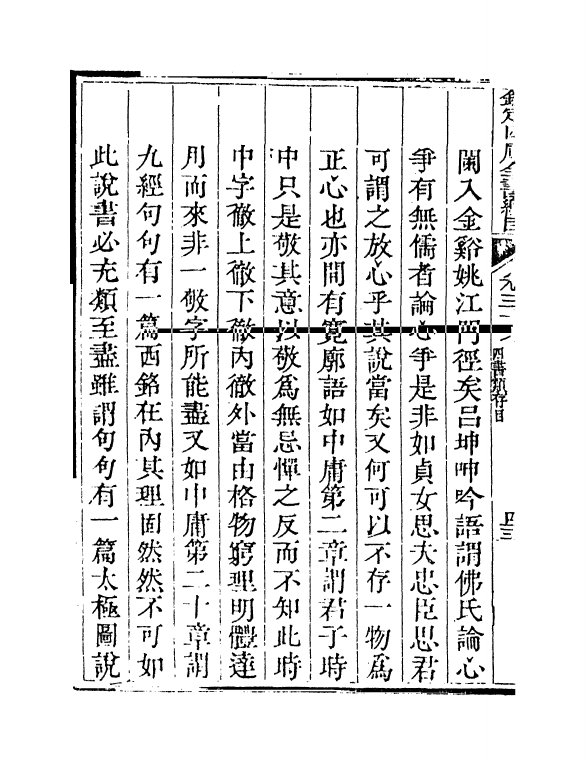 欽定四庫全書總目
卷三十
四書類存目
四三
闌入金谿姚江門徑矣呂坤呻吟語謂佛氏論心
爭有無儒者論心爭是非如貞女思夫忠臣思君
可謂之放心乎其說當矣又何可以不存一物爲
正心也亦間有寛廓語如中庸第二章謂君子時
中只是敬其意以敬爲無忌憚之反而不知此時
中字徹上徹下徹內徹外當由格物窮理明體達
用而來非一敬字所能盡又如中庸第二十章謂
九經句句有一篇西銘在內其理固然然不可如
此說書必充類至盡雖謂句句有一篇太極圖說